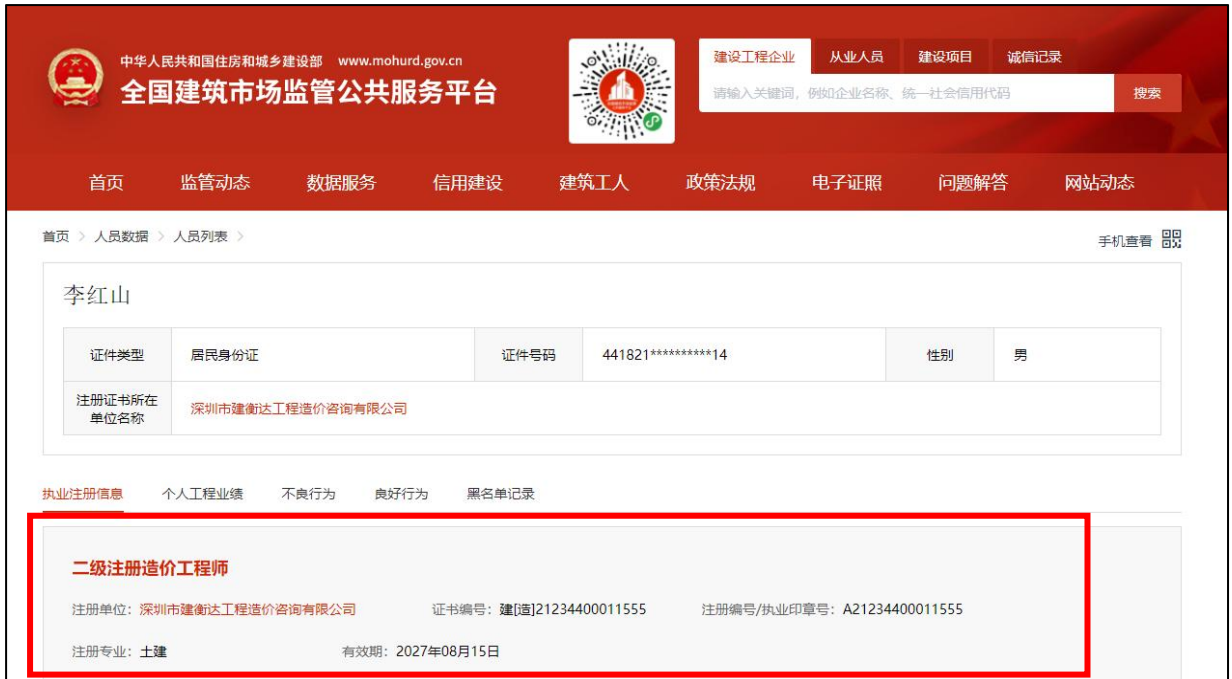 中华人民共和国住房和城乡建设部 www.mohurd.gov.cn
全国建筑市场监管公共服务平台
建设工程企业 从业人员 建设项目 诚信记录
请输入关键词，例如企业名称、统一社会信用代码 搜索
首页 监管动态 数据服务 信用建设 建筑工人 政策法规 电子证照 问题解答 网站动态
首页 > 人员数据 > 人员列表 >
手机查看
李红山
证件类型 居民身份证 证件号码 441821**********14 性别 男
注册证书所在
单位名称
深圳市建衡达工程造价咨询有限公司
执业注册信息 个人工程业绩 不良行为 良好行为 黑名单记录
二级注册造价工程师
注册单位：深圳市建衡达工程造价咨询有限公司 证书编号：建[造]21234400011555 注册编号/执业印章号：A21234400011555
注册专业：土建 有效期：2027年08月15日